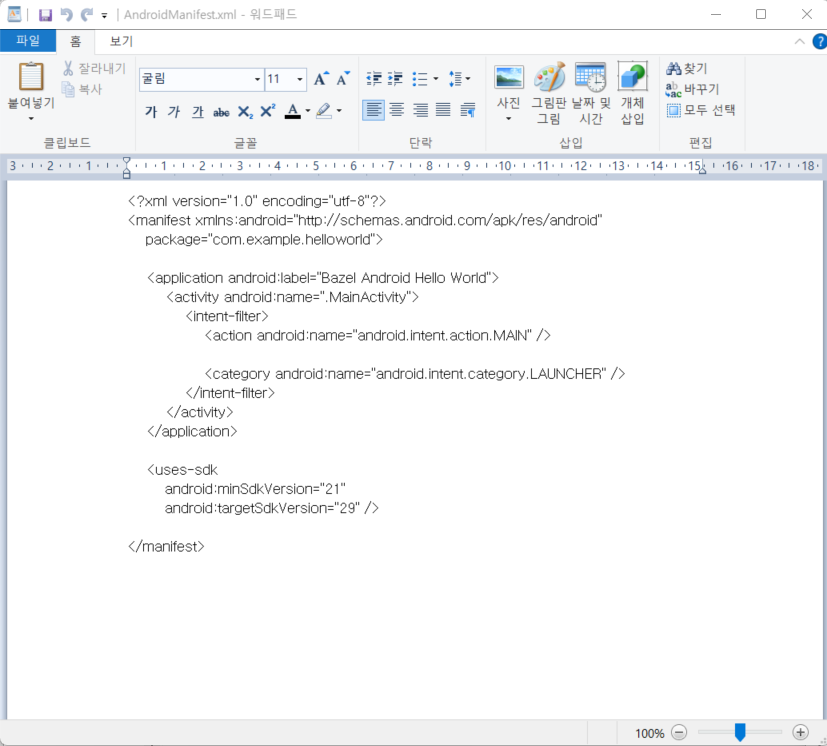 AndroidManifest.xml - 워드패드
파일 홈 보기
붙여넣기
잘라내기
복사
클립보드
굴림 11
가 가 가 abc X₂ X² A
글꼴
단락
사진
그림판 그림
날짜 및 시간
개체 삽입
삽입
찾기
바꾸기
모두 선택
편집
3 2 1 1 2 3 4 5 6 7 8 9 10 11 12 13 14 15 16 17 18
<?xml version="1.0" encoding="utf-8"?>
<manifest xmlns:android="http://schemas.android.com/apk/res/android"
package="com.example.helloworld">
<application android:label="Bazel Android Hello World">
<activity android:name=".MainActivity">
<intent-filter>
<action android:name="android.intent.action.MAIN" />
<category android:name="android.intent.category.LAUNCHER" />
</intent-filter>
</activity>
</application>
<uses-sdk
android:minSdkVersion="21"
android:targetSdkVersion="29" />
</manifest>
100%